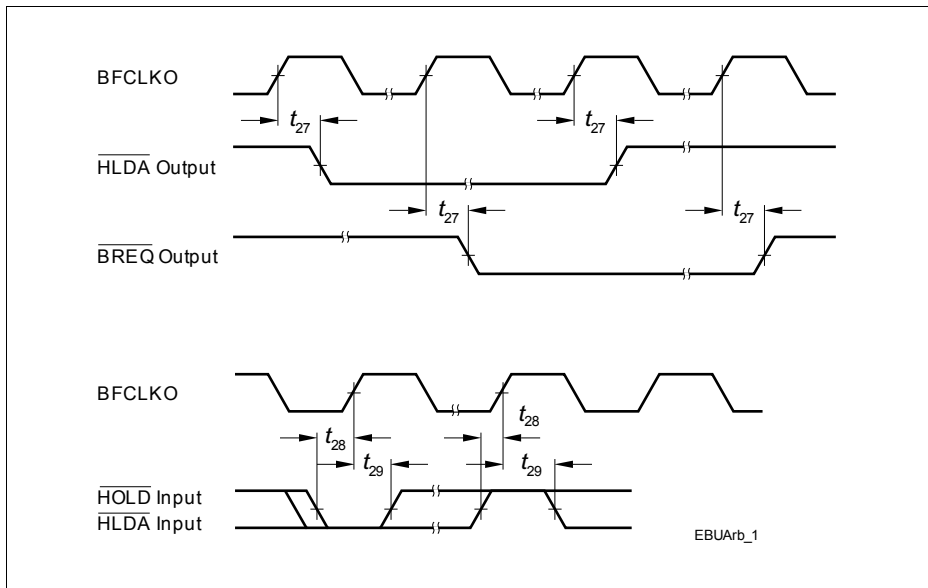 BFCLKO
t27 t27
HLDA Output
t27 t27
BREQ Output
BFCLKO
t28 t28
t29 t29
HOLD Input
HLDA Input
EBUArb_1